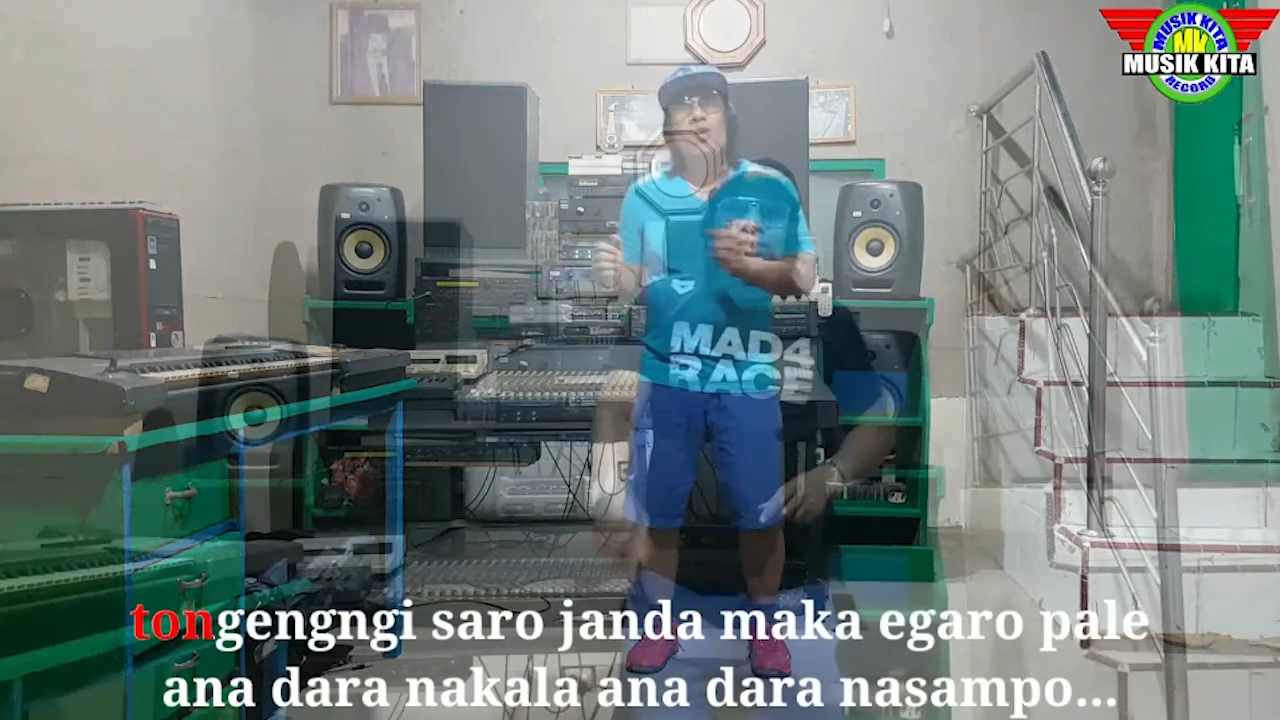 MUSIK KITA
MK
MUSIK KITA
RECORD
MAD4
RACE
tongengngi saro janda maka egaro pale
ana dara nakala ana dara nasampo...